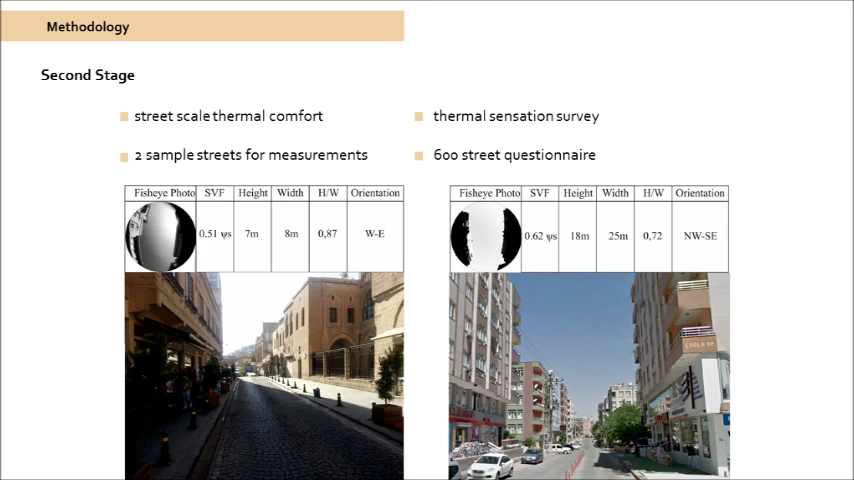 Methodology
Second Stage
street scale thermal comfort
2 sample streets for measurements
thermal sensation survey
600 street questionnaire
Fisheye Photo SVF Height Width H/W Orientation
0.51 ψs 7m 8m 0,87 W-E
Fisheye Photo SVF Height Width H/W Orientation
0.62 ψs 18m 25m 0,72 NW-SE